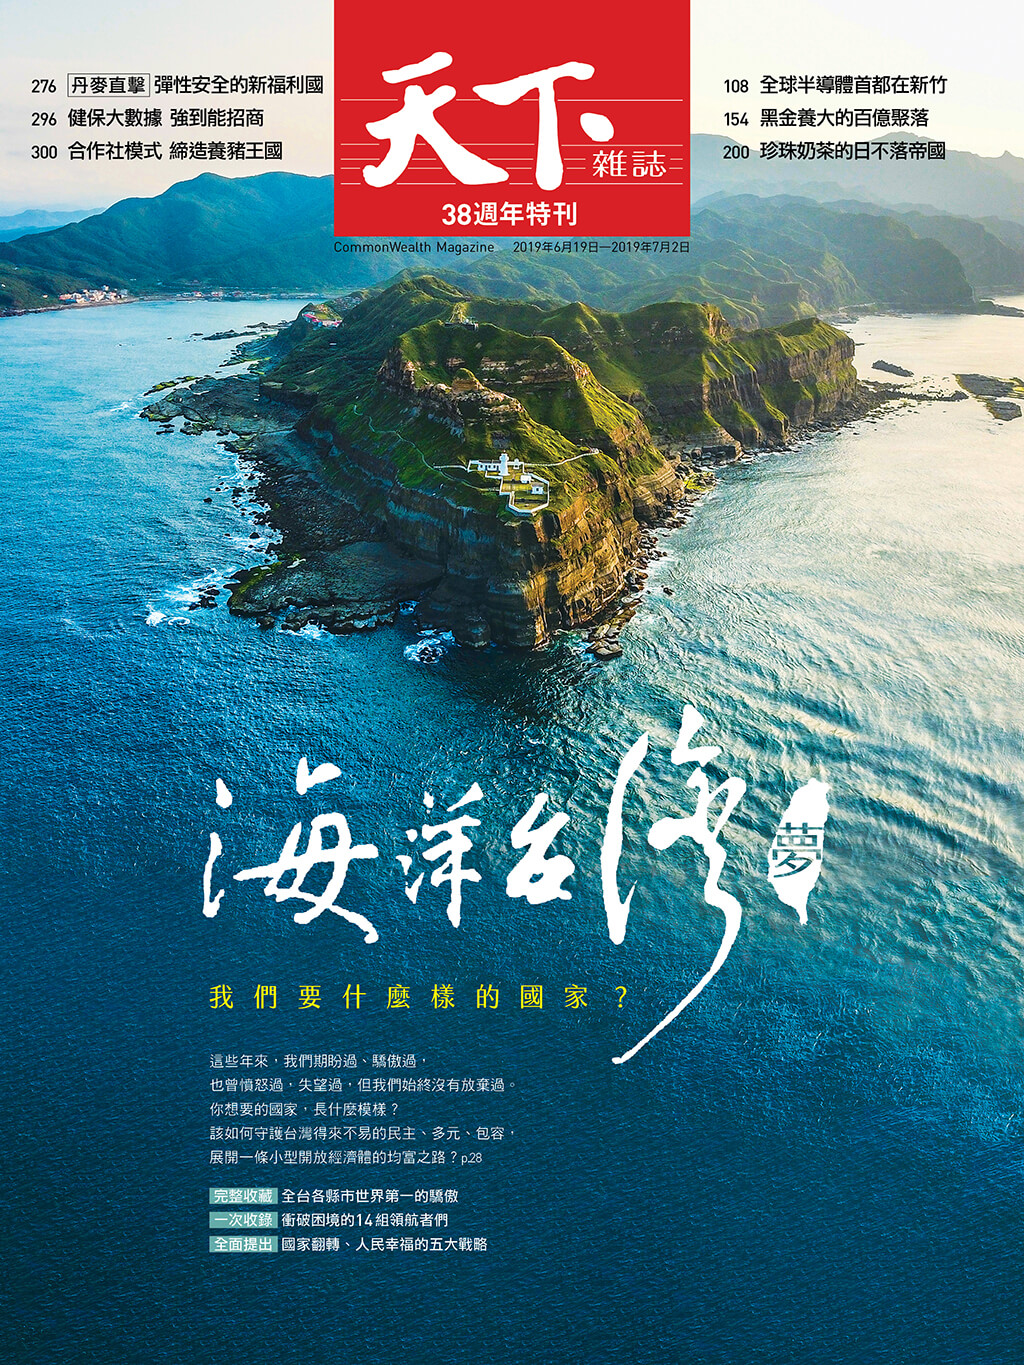 276 丹麥直擊 彈性安全的新福利國
296 健保大數據 強到能招商
300 合作社模式 締造養豬王國
天下
雜誌
38週年特刊
CommonWealth Magazine 2019年6月19日—2019年7月2日
108 全球半導體首都在新竹
154 黑金養大的百億聚落
200 珍珠奶茶的日不落帝國
海洋台灣夢
我們要什麼樣的國家？
這些年來，我們期盼過、驕傲過，
也曾憤怒過，失望過，但我們始終沒有放棄過。
你想要的國家，長什麼模樣？
該如何守護台灣得來不易的民主、多元、包容，
展開一條小型開放經濟體的均富之路？p.28
完整收藏 全台各縣市世界第一的驕傲
一次收錄 衝破困境的14組領航者們
全面提出 國家翻轉、人民幸福的五大戰略